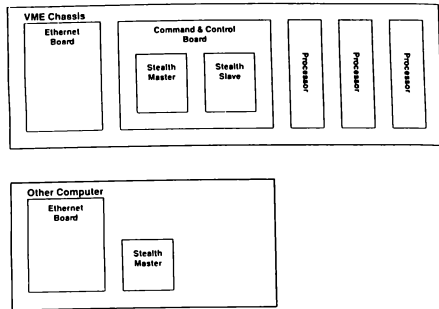 VME Chassis
Ethernet
Board
Command & Control
Board
Stealth
Master
Stealth
Slave
Processor
Processor
Processor
Other Computer
Ethernet
Board
Stealth
Master